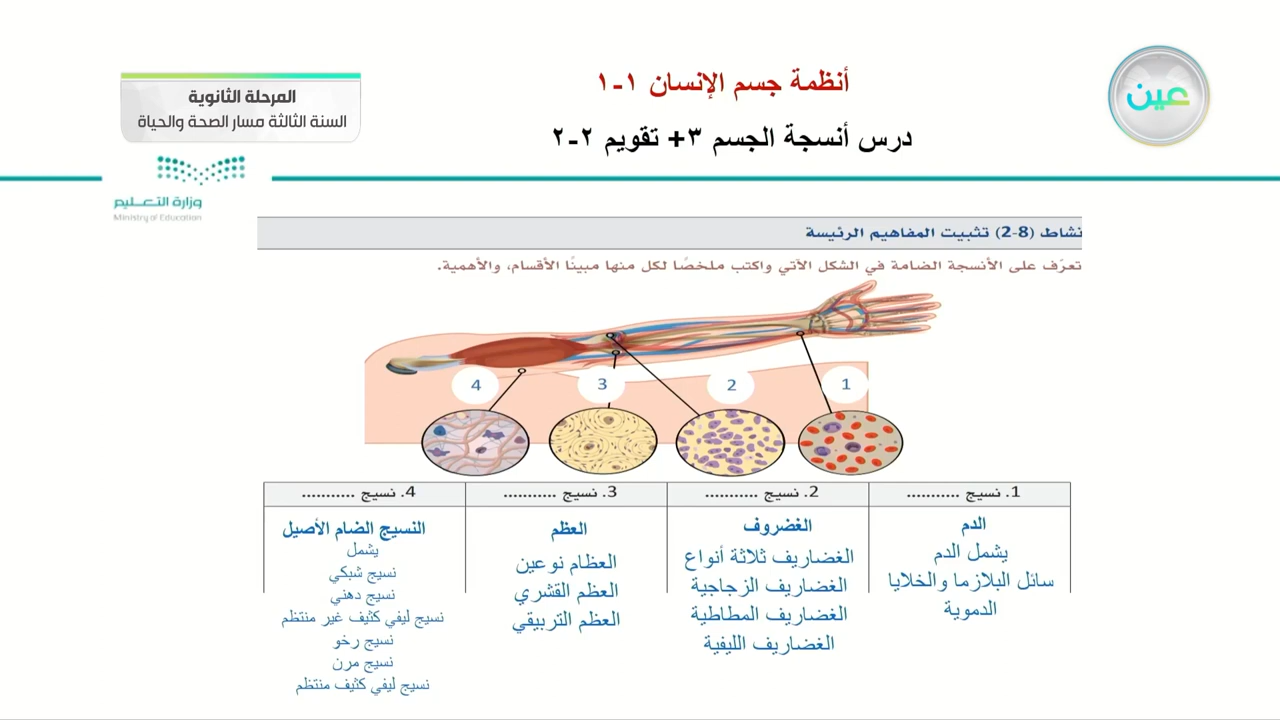 أنظمة جسم الإنسان ١-١
درس أنسجة الجسم ٣+ تقويم ٢-٢
عين
المرحلة الثانوية
السنة الثالثة مسار الصحة والحياة
وزارة التعليم
Ministry of Education
نشاط (8-2) تثبيت المفاهيم الرئيسة
تعرّف على الأنسجة الضامة في الشكل الآتي واكتب ملخصًا لكل منها مبينًا الأقسام، والأهمية.
1
2
3
4
1. نسيج ...........
الدم
يشمل الدم
سائل البلازما والخلايا
الدموية
2. نسيج ...........
الغضروف
الغضاريف ثلاثة أنواع
الغضاريف الزجاجية
الغضاريف المطاطية
الغضاريف الليفية
3. نسيج ...........
العظم
العظام نوعين
العظم القشري
العظم التربيقي
4. نسيج ...........
النسيج الضام الأصيل
يشمل
نسيج شبكي
نسيج دهني
نسيج ليفي كثيف غير منتظم
نسيج رخو
نسيج مرن
نسيج ليفي كثيف منتظم